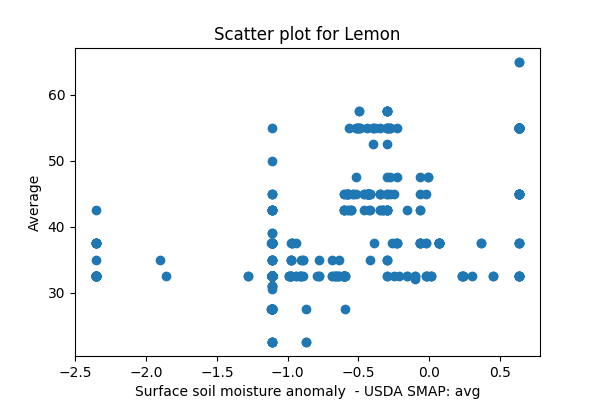 Scatter plot for Lemon
60
50
40
30
Average
−2.5 −2.0 −1.5 −1.0 −0.5 0.0 0.5
Surface soil moisture anomaly  - USDA SMAP: avg